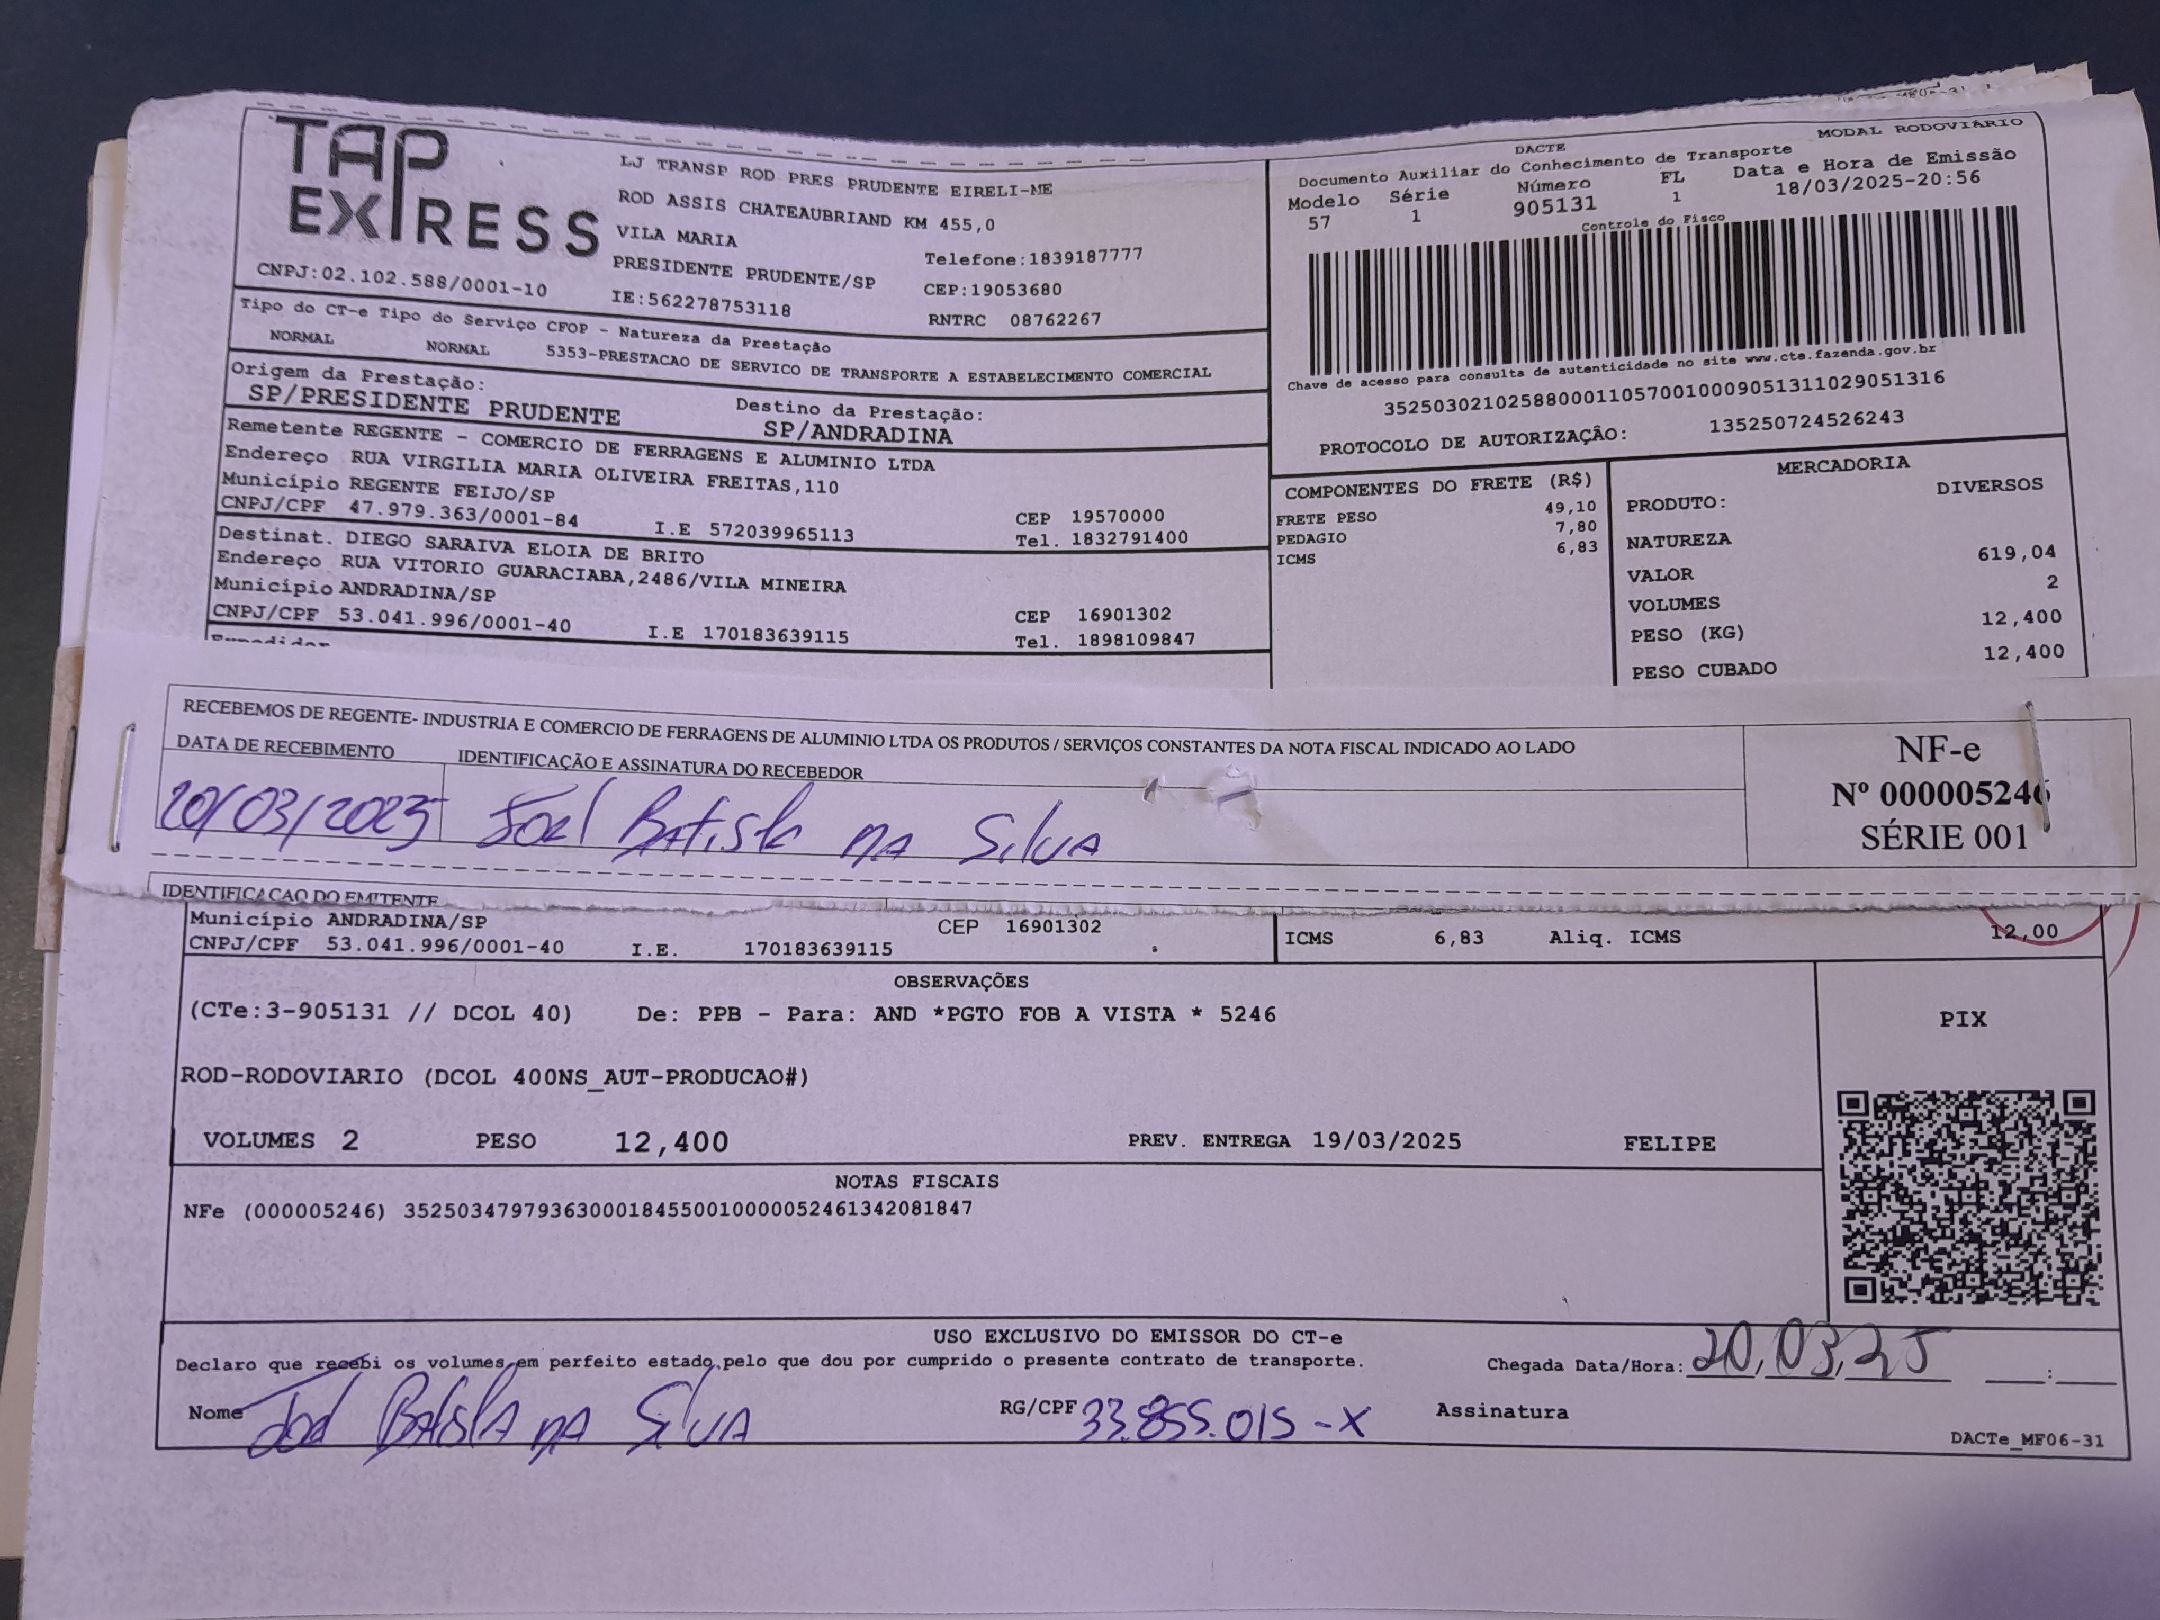 TAP EXPRESS
LJ TRANSP ROD PRES PRUDENTE EIRELI-ME
ROD ASSIS CHATEAUBRIAND KM 455,0
VILA MARIA
Telefone:1839187777
PRESIDENTE PRUDENTE/SP
CEP:19053680
CNPJ:02.102.588/0001-10
IE:562278753118
RNTRC 08762267
DACTE
MODAL RODOVIÁRIO
Documento Auxiliar do Conhecimento de Transporte
Modelo Série Número FL Data e Hora de Emissão
57 1 905131 1 18/03/2025-20:56
Controle do Fisco
Chave de acesso para consulta de autenticidade no site www.cte.fazenda.gov.br
35250302102588000110570010009051311029051316
PROTOCOLO DE AUTORIZAÇÃO: 135250724526243
Tipo do CT-e Tipo do Serviço CFOP - Natureza da Prestação
NORMAL NORMAL 5353-PRESTACAO DE SERVICO DE TRANSPORTE A ESTABELECIMENTO COMERCIAL
Origem da Prestação: Destino da Prestação:
SP/PRESIDENTE PRUDENTE SP/ANDRADINA
Remetente REGENTE - COMERCIO DE FERRAGENS E ALUMINIO LTDA
Endereço RUA VIRGILIA MARIA OLIVEIRA FREITAS,110
Município REGENTE FEIJO/SP CEP 19570000
CNPJ/CPF 47.979.363/0001-84 I.E 572039965113 Tel. 1832791400
Destinat. DIEGO SARAIVA ELOIA DE BRITO
Endereço RUA VITORIO GUARACIABA,2486/VILA MINEIRA
Município ANDRADINA/SP CEP 16901302
CNPJ/CPF 53.041.996/0001-40 I.E 170183639115 Tel. 1898109847
COMPONENTES DO FRETE (R$)
FRETE PESO 49,10
PEDAGIO 7,80
ICMS 6,83
MERCADORIA
PRODUTO: DIVERSOS
NATUREZA
VALOR 619,04
VOLUMES 2
PESO (KG) 12,400
PESO CUBADO 12,400
RECEBEMOS DE REGENTE- INDUSTRIA E COMERCIO DE FERRAGENS DE ALUMINIO LTDA OS PRODUTOS / SERVIÇOS CONSTANTES DA NOTA FISCAL INDICADO AO LADO
DATA DE RECEBIMENTO IDENTIFICAÇÃO E ASSINATURA DO RECEBEDOR
20/03/2025 Joel Batista DA Silva
NF-e
Nº 000005246
SÉRIE 001
IDENTIFICAÇAO DO EMITENTE
Município ANDRADINA/SP CEP 16901302
CNPJ/CPF 53.041.996/0001-40 I.E. 170183639115
ICMS 6,83 Aliq. ICMS 12,00
OBSERVAÇÕES
(CTe:3-905131 // DCOL 40) De: PPB - Para: AND *PGTO FOB A VISTA * 5246
ROD-RODOVIARIO (DCOL 400NS_AUT-PRODUCAO#)
VOLUMES 2 PESO 12,400 PREV. ENTREGA 19/03/2025 FELIPE
PIX
NOTAS FISCAIS
NFe (000005246) 35250347979363000184550010000052461342081847
USO EXCLUSIVO DO EMISSOR DO CT-e
Declaro que recebi os volumes em perfeito estado pelo que dou por cumprido o presente contrato de transporte.
Chegada Data/Hora: 20,03,25 :
Nome Joel Batista DA Silva RG/CPF 33.855.015-X Assinatura
DACTe_MF06-31